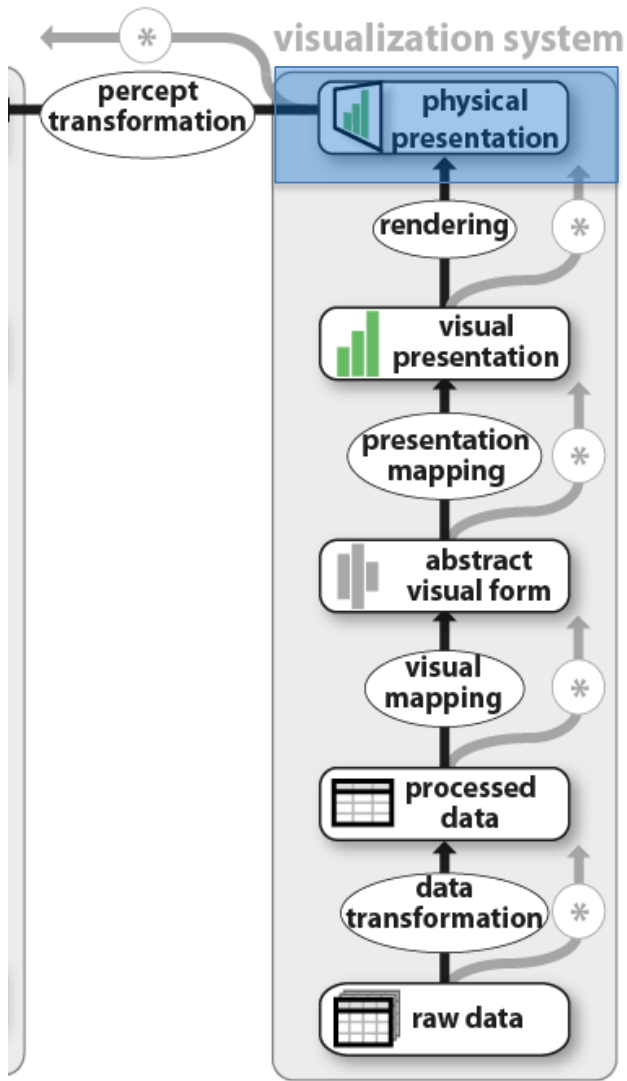 *
visualization system
percept
transformation
physical
presentation
rendering
*
visual
presentation
presentation
mapping
*
abstract
visual form
visual
mapping
*
processed
data
data
transformation
*
raw data